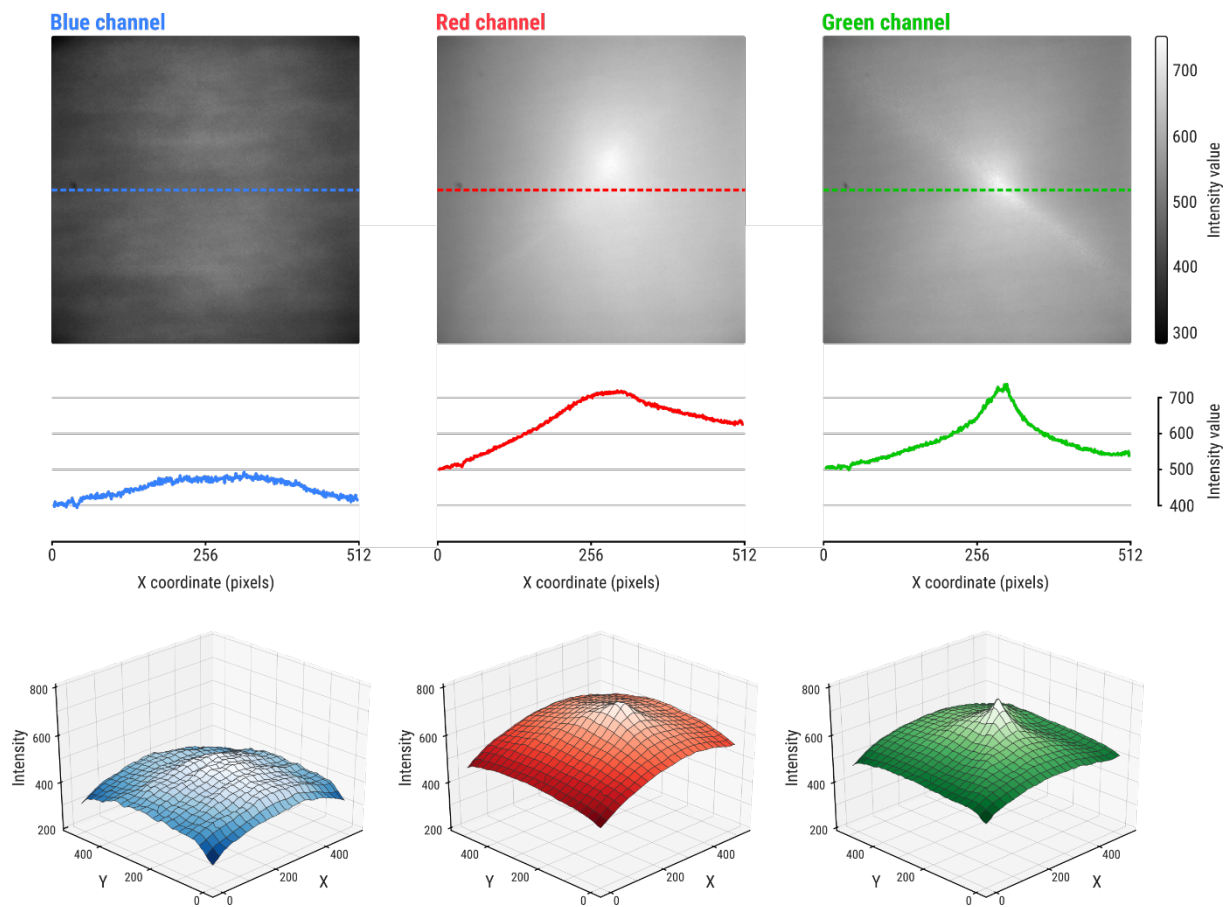 Blue channel
Red channel
Green channel
700
600
500
400
300
Intensity value
700
600
500
400
Intensity value
0 256 512
X coordinate (pixels)
0 256 512
X coordinate (pixels)
0 256 512
X coordinate (pixels)
800
600
400
200
Intensity
400
200
0
Y
0
200
400
X
800
600
400
200
Intensity
400
200
0
Y
0
200
400
X
800
600
400
200
Intensity
400
200
0
Y
0
200
400
X